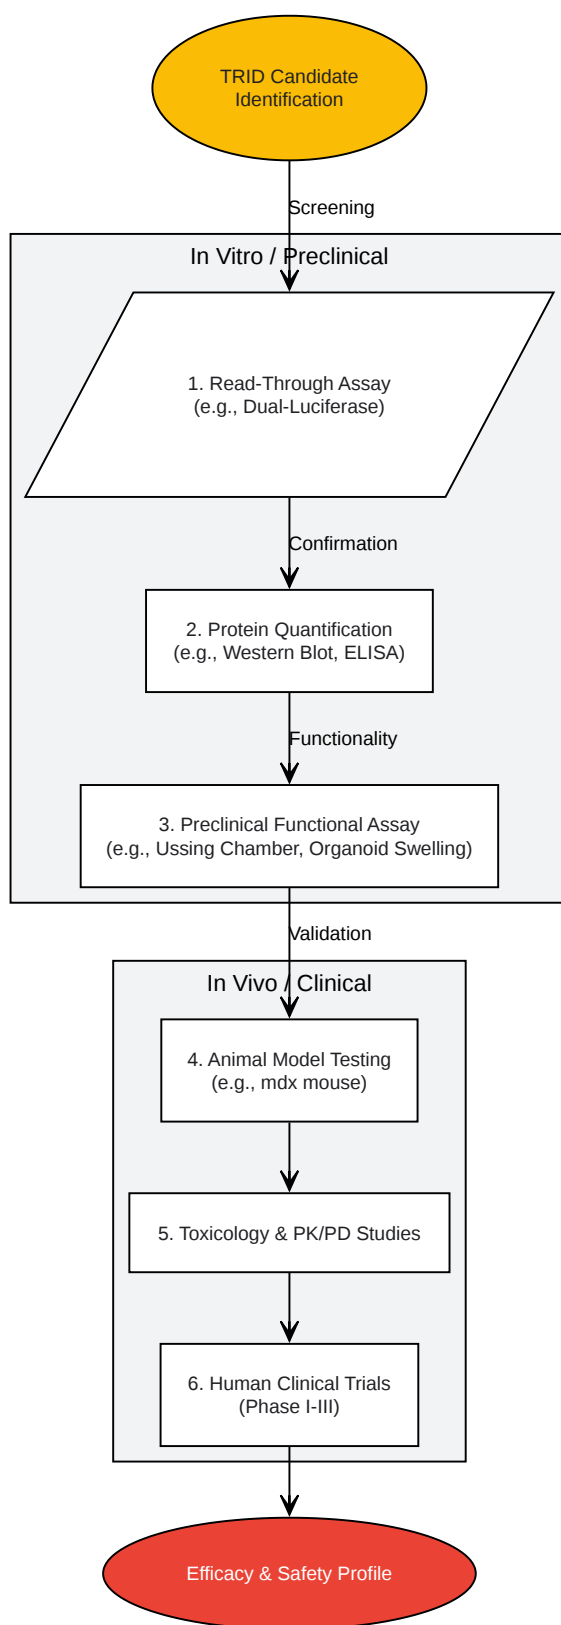 TRID Candidate
Identification
Screening
In Vitro / Preclinical
1. Read-Through Assay
(e.g., Dual-Luciferase)
Confirmation
2. Protein Quantification
(e.g., Western Blot, ELISA)
Functionality
3. Preclinical Functional Assay
(e.g., Ussing Chamber, Organoid Swelling)
Validation
In Vivo / Clinical
4. Animal Model Testing
(e.g., mdx mouse)
5. Toxicology & PK/PD Studies
6. Human Clinical Trials
(Phase I-III)
Efficacy & Safety Profile